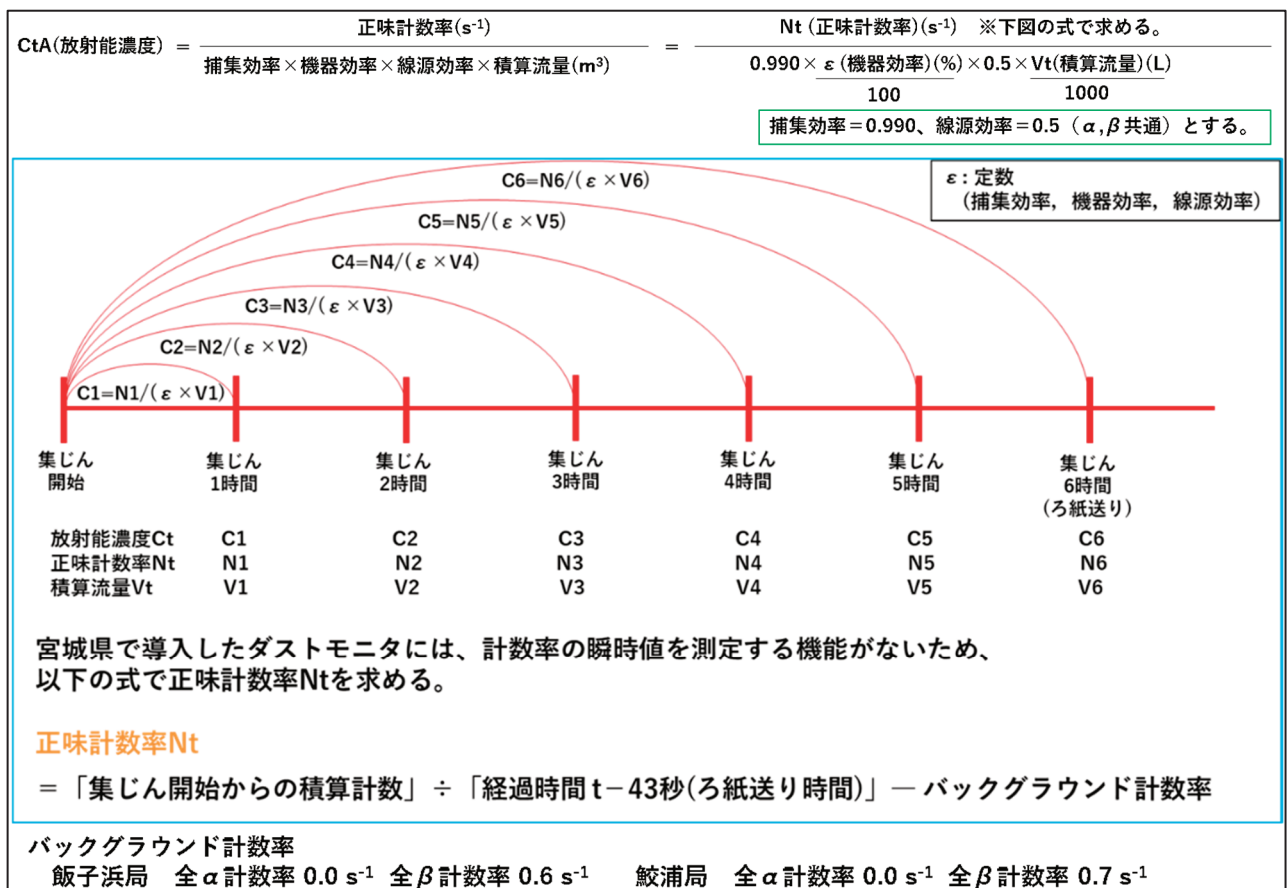 CtA(放射能濃度) = 正味計数率(s⁻¹) / 捕集効率×機器効率×線源効率×積算流量(m³) = Nt (正味計数率)(s⁻¹) ※下図の式で求める。 / 0.990× ε (機器効率)(%) /100 ×0.5× Vt(積算流量)(L) /1000
捕集効率=0.990、線源効率=0.5（α,β共通）とする。
ε：定数
（捕集効率，機器効率，線源効率）
C6=N6/(ε×V6)
C5=N5/(ε×V5)
C4=N4/(ε×V4)
C3=N3/(ε×V3)
C2=N2/(ε×V2)
C1=N1/(ε×V1)
集じん 集じん 集じん 集じん 集じん 集じん 集じん
開始 1時間 2時間 3時間 4時間 5時間 6時間
(ろ紙送り)
放射能濃度Ct C1 C2 C3 C4 C5 C6
正味計数率Nt N1 N2 N3 N4 N5 N6
積算流量Vt V1 V2 V3 V4 V5 V6
宮城県で導入したダストモニタには、計数率の瞬時値を測定する機能がないため、
以下の式で正味計数率Ntを求める。
正味計数率Nt
＝「集じん開始からの積算計数」÷「経過時間 t－43秒(ろ紙送り時間)」― バックグラウンド計数率
バックグラウンド計数率
飯子浜局 全α計数率 0.0 s⁻¹ 全β計数率 0.6 s⁻¹ 鮫浦局 全α計数率 0.0 s⁻¹ 全β計数率 0.7 s⁻¹